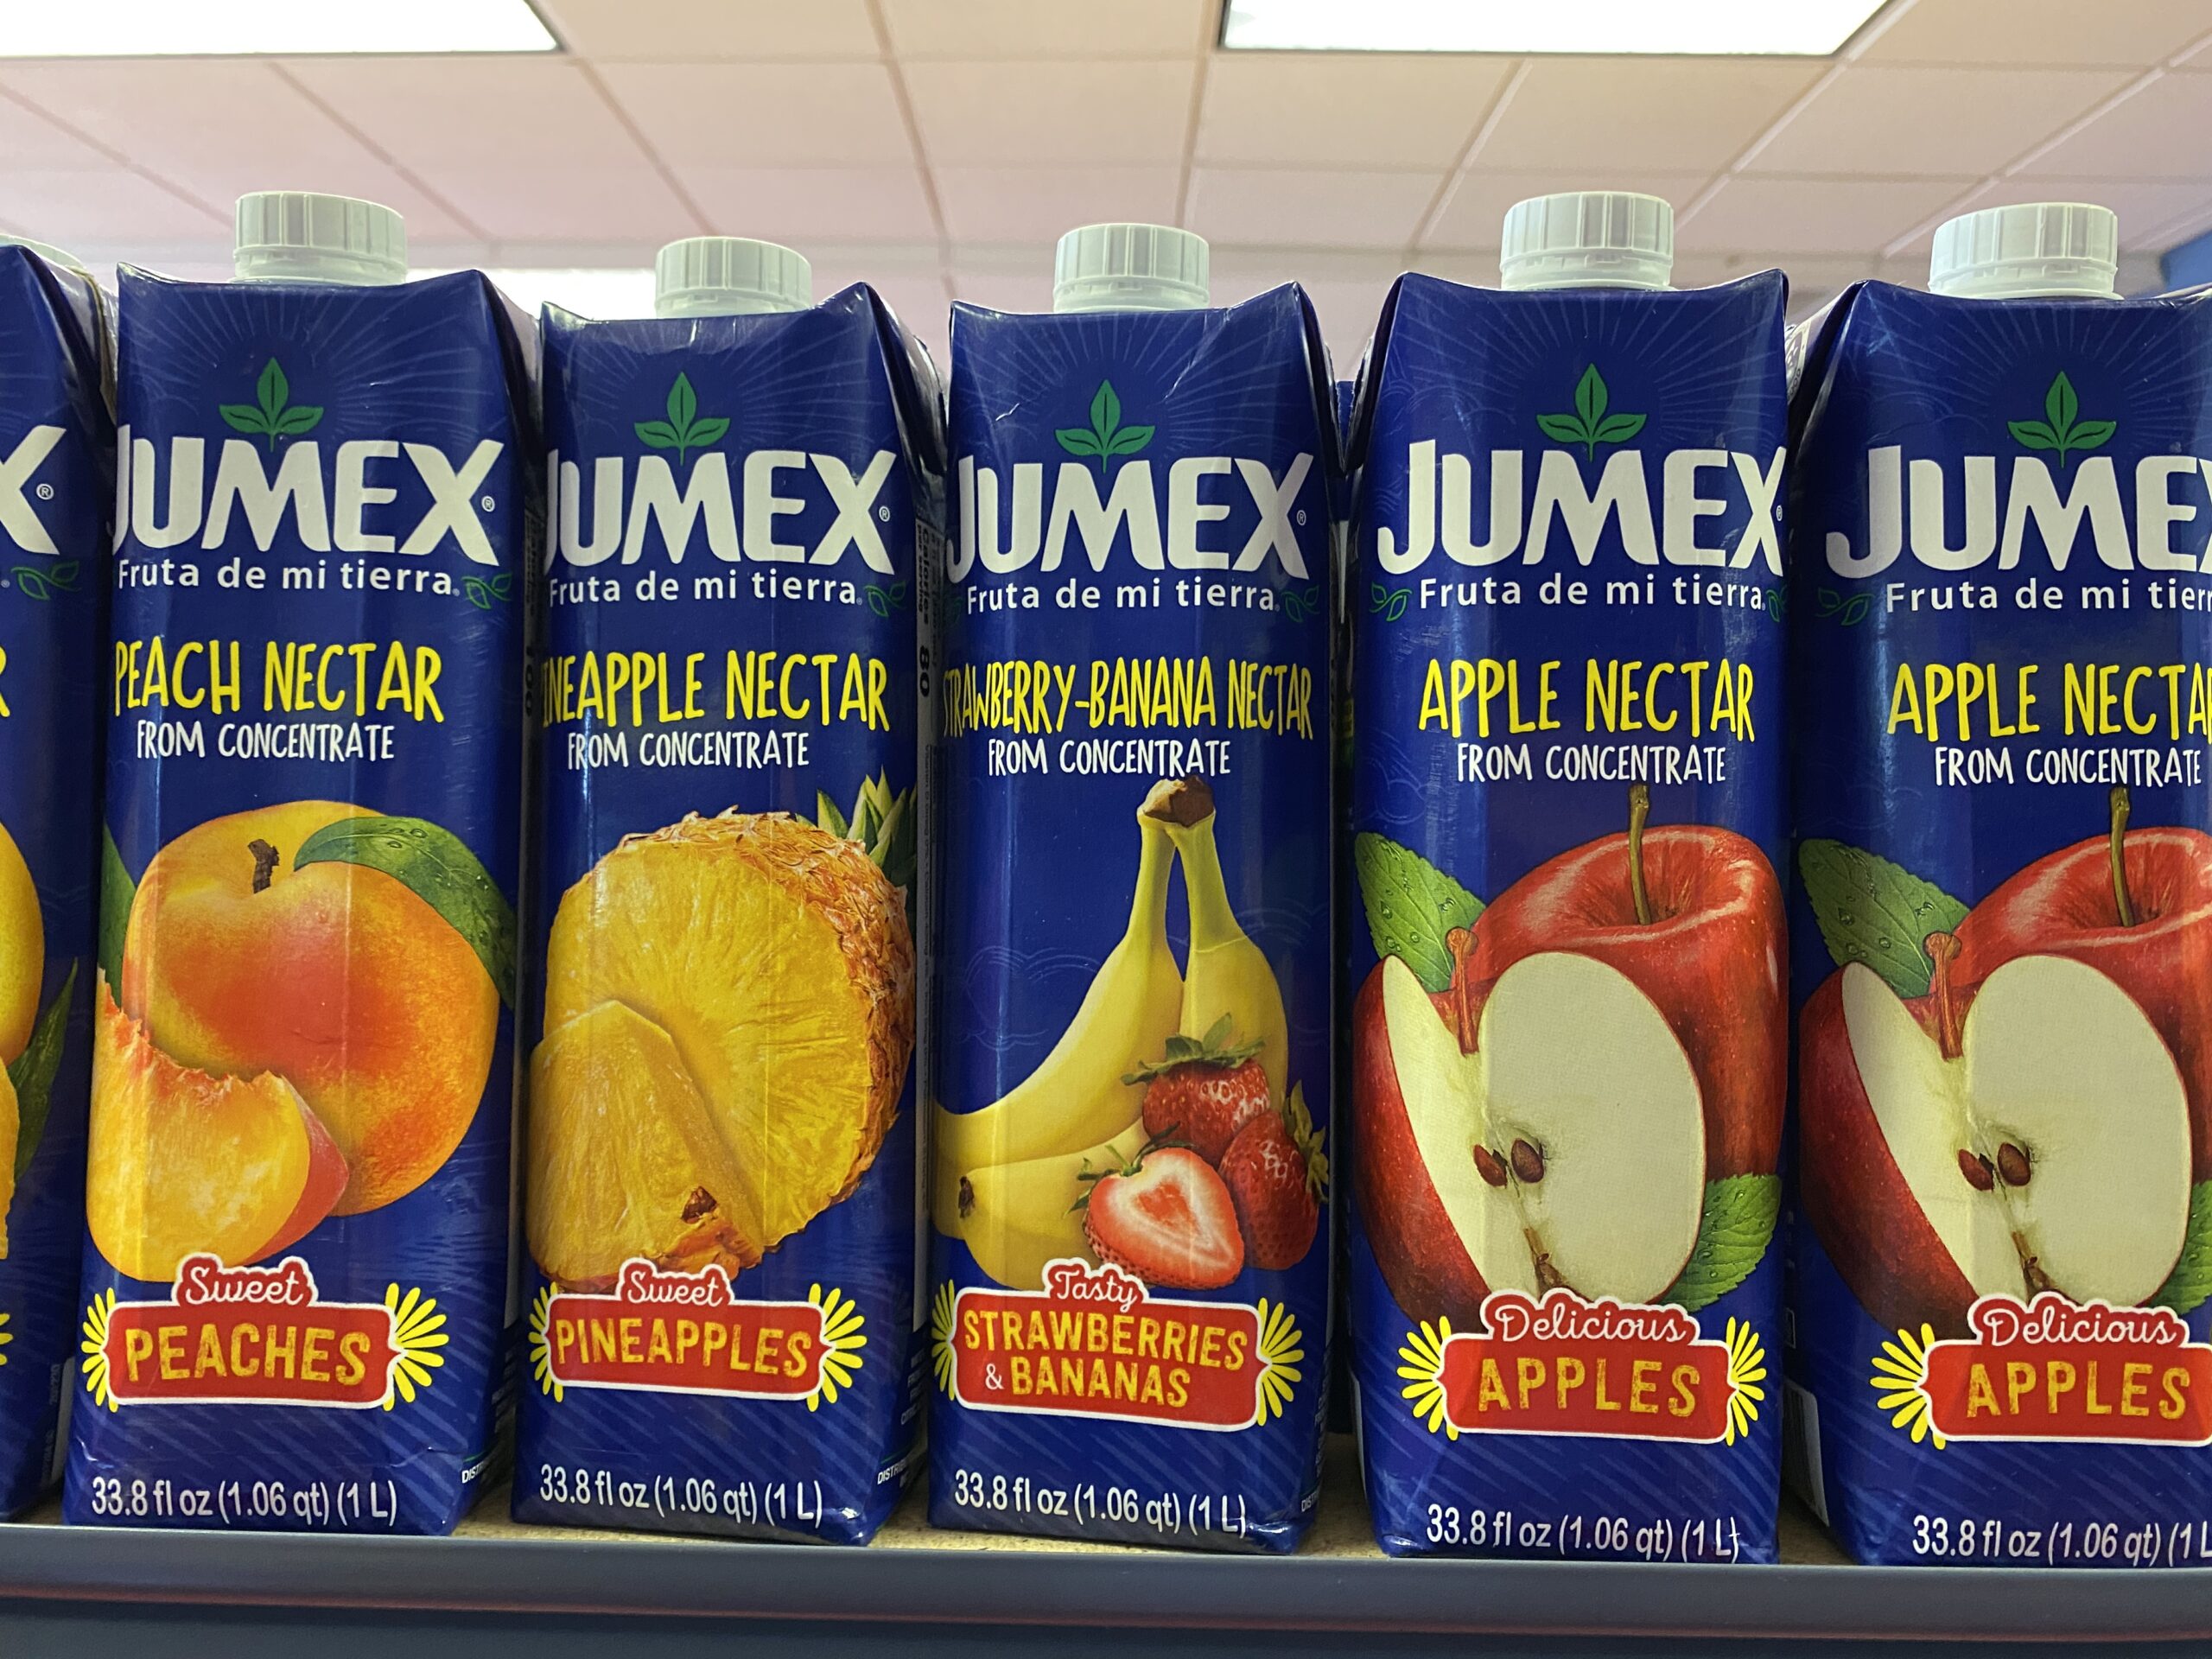 JUMEX®
Fruta de mi tierra®
PEACH NECTAR
FROM CONCENTRATE
Sweet
PEACHES
33.8 fl oz (1.06 qt) (1 L)
JUMEX®
Fruta de mi tierra®
INEAPPLE NECTAR
FROM CONCENTRATE
Sweet
PINEAPPLES
33.8 fl oz (1.06 qt) (1 L)
80
JUMEX®
Fruta de mi tierra®
TRAWBERRY-BANANA NECTAR
FROM CONCENTRATE
Tasty
STRAWBERRIES
& BANANAS
33.8 fl oz (1.06 qt) (1 L)
JUMEX®
Fruta de mi tierra®
APPLE NECTAR
FROM CONCENTRATE
Delicious
APPLES
33.8 fl oz (1.06 qt) (1 L)
JUMEX
Fruta de mi tierr
APPLE NECTA
FROM CONCENTRATE
Delicious
APPLES
33.8 fl oz (1.06 qt) (1 L